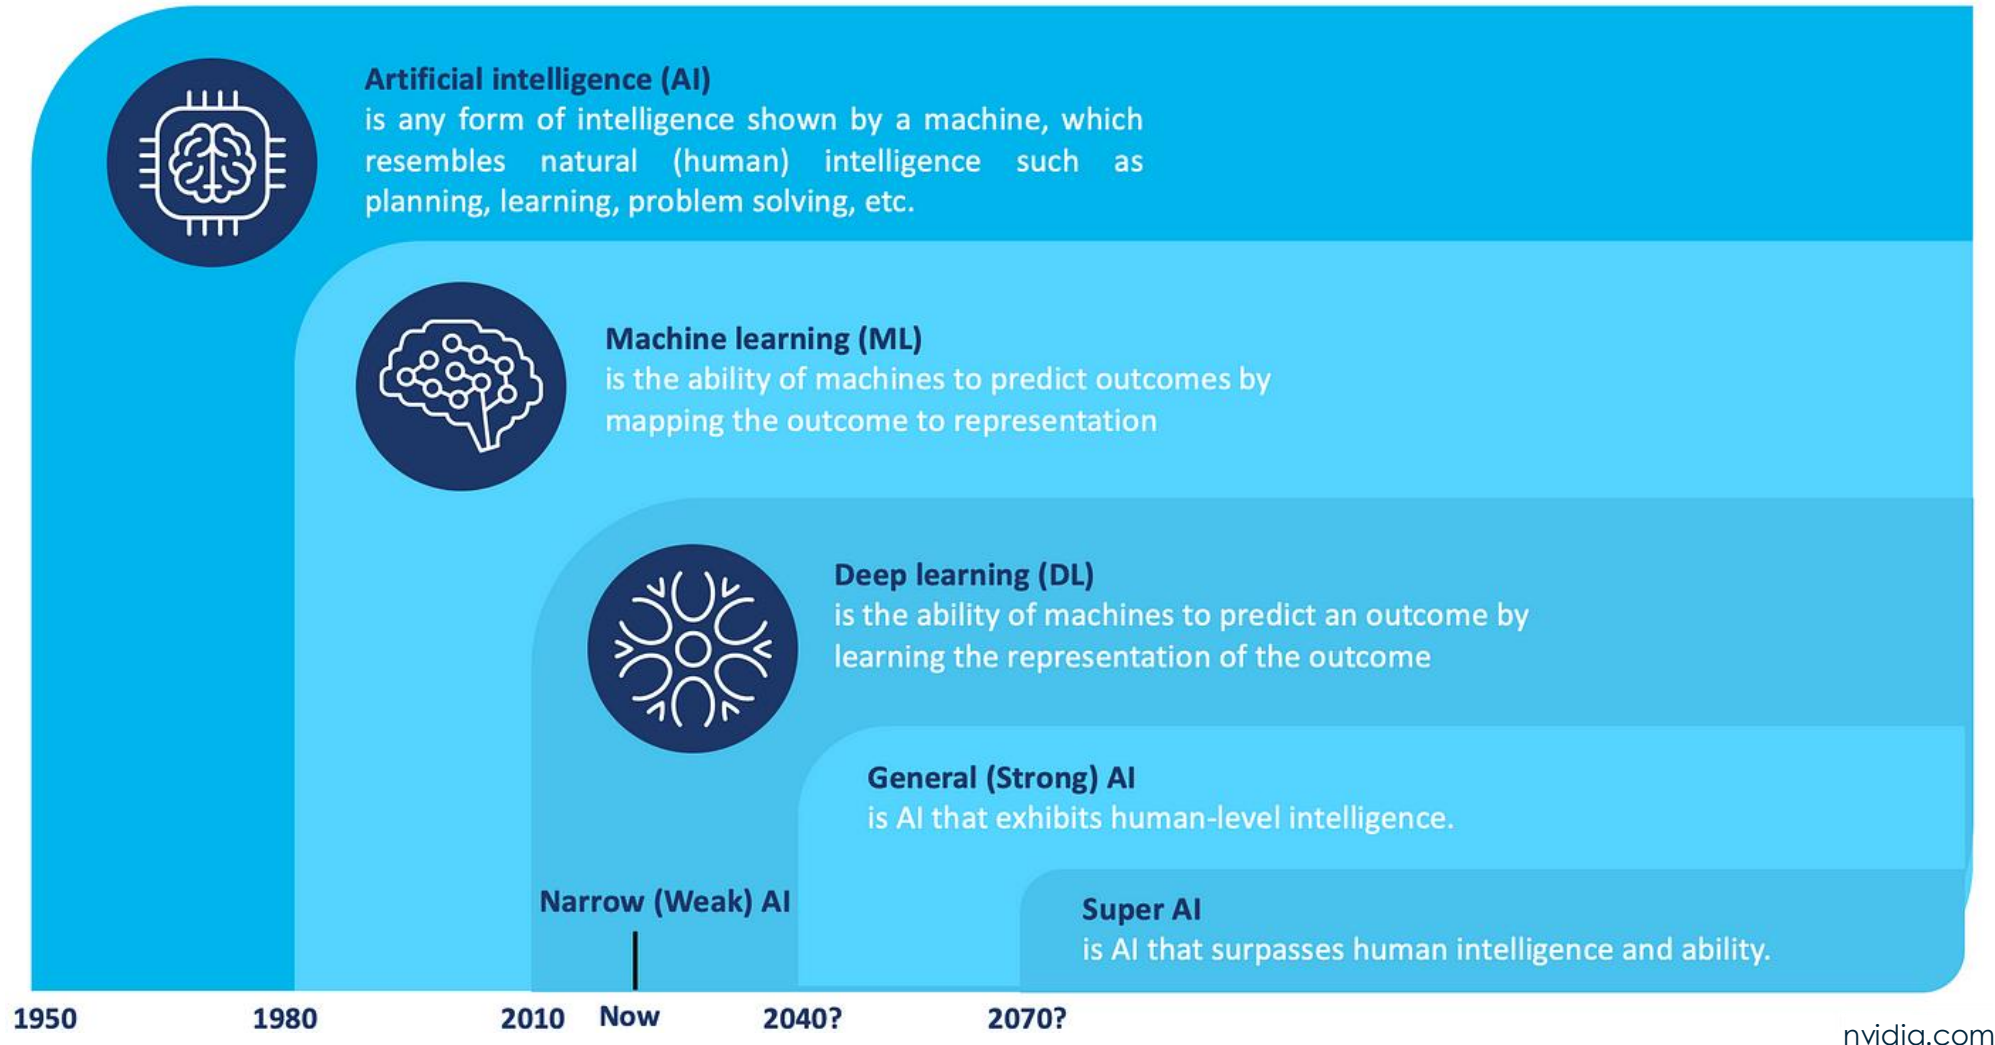 Artificial intelligence (AI)
is any form of intelligence shown by a machine, which
resembles natural (human) intelligence such as
planning, learning, problem solving, etc.
Machine learning (ML)
is the ability of machines to predict outcomes by
mapping the outcome to representation
Deep learning (DL)
is the ability of machines to predict an outcome by
learning the representation of the outcome
General (Strong) AI
is AI that exhibits human-level intelligence.
Narrow (Weak) AI
Super AI
is AI that surpasses human intelligence and ability.
1950 1980 2010 Now 2040? 2070?
nvidia.com